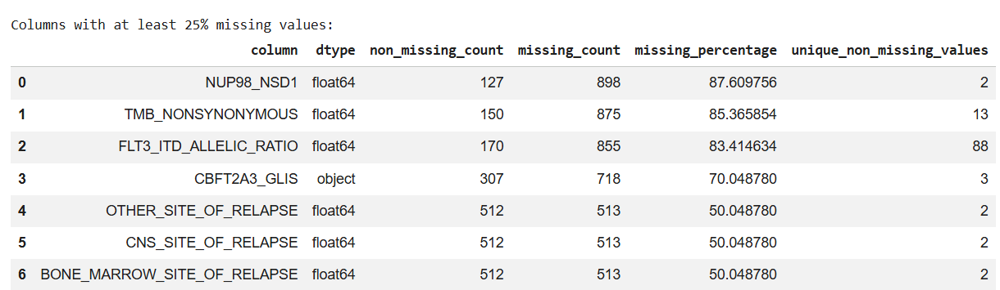 Columns with at least 25% missing values:
column dtype non_missing_count missing_count missing_percentage unique_non_missing_values
0 NUP98_NSD1 float64 127 898 87.609756 2
1 TMB_NONSYNONYMOUS float64 150 875 85.365854 13
2 FLT3_ITD_ALLELIC_RATIO float64 170 855 83.414634 88
3 CBFT2A3_GLIS object 307 718 70.048780 3
4 OTHER_SITE_OF_RELAPSE float64 512 513 50.048780 2
5 CNS_SITE_OF_RELAPSE float64 512 513 50.048780 2
6 BONE_MARROW_SITE_OF_RELAPSE float64 512 513 50.048780 2